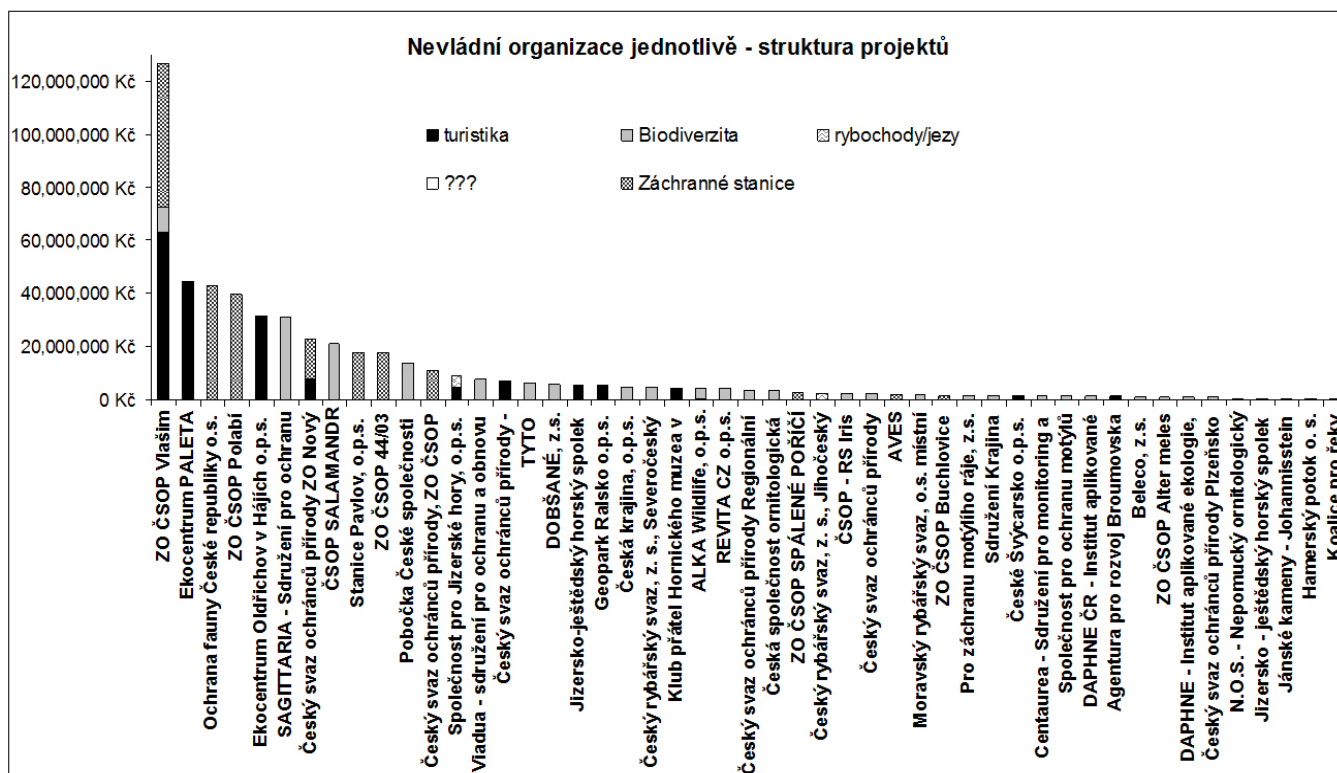 Nevládní organizace jednotlivě - struktura projektů
120,000,000 Kč
100,000,000 Kč
80,000,000 Kč
60,000,000 Kč
40,000,000 Kč
20,000,000 Kč
0 Kč
turistika
Biodiverzita
rybochody/jezy
???
Záchranné stanice
ZO ČSOP Vlašim
Ekocentrum PALETA
Ochrana fauny České republiky o.s.
ZO ČSOP Polabí
Ekocentrum Oldřichov v Hájích o.p.s.
SAGITTARIA - Sdružení pro ochranu
Český svaz ochránců přírody ZO Nový
ČSOP SALAMANDR
Stanice Pavlov, o.p.s.
ZO ČSOP 44/03
Pobočka České společnosti
Český svaz ochránců přírody, ZO ČSOP
Společnost pro Jizerské hory, o.p.s.
Viadua - sdružení pro ochranu a obnovu
Český svaz ochránců přírody -
TYTO
DOBŠANÉ, z.s.
Jizersko-ještědský horský spolek
Geopark Ralsko o.p.s.
Česká krajina, o.p.s.
Český rybářský svaz, z. s., Severočeský
Klub přátel Hornického muzea v
ALKA Wildlife, o.p.s.
REVITA CZ o.p.s.
Český svaz ochránců přírody Regionální
Česká společnost ornitologická
ZO ČSOP SPÁLENÉ POŘÍČÍ
Český rybářský svaz, z. s., Jihočeský
ČSOP - RS Iris
Český svaz ochránců přírody
AVES
Moravský rybářský svaz, o.s. místní
ZO ČSOP Buchlovice
Pro záchranu motýlího ráje, z.s.
Sdružení Krajina
České Švýcarsko o.p.s.
Centaurea - Sdružení pro monitoring a
Společnost pro ochranu motýlů
DAPHNE ČR - Institut aplikované
Agentura pro rozvoj Broumovska
Beleco, z.s.
ZO ČSOP Alter meles
DAPHNE - Institut aplikované ekologie,
Český svaz ochránců přírody Plzeňsko
N.O.S. - Nepomucký ornitologický
Jizersko - ještědský horský spolek
Jánské kameny - Johannisstein
Hamerský potok o. s.
Koalice pro řeky